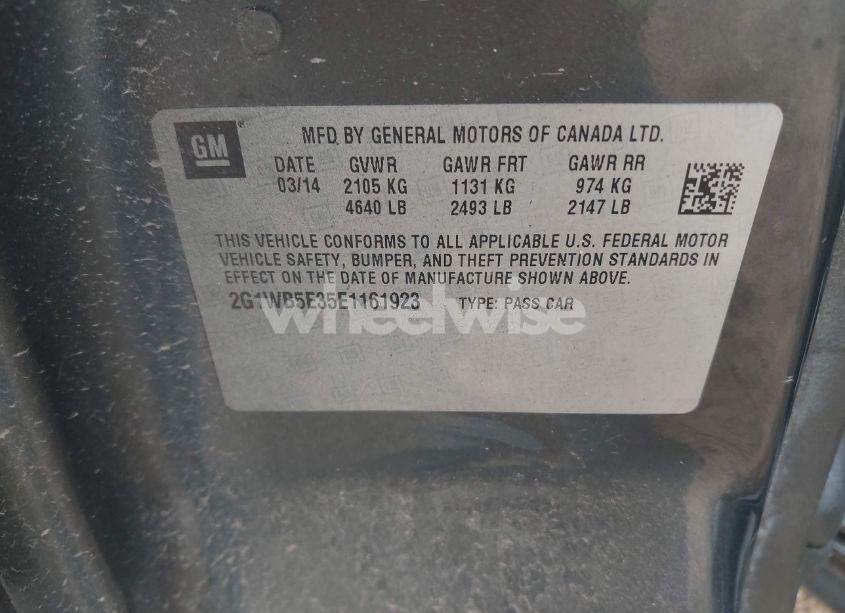 GM
MFD BY GENERAL MOTORS OF CANADA LTD.
DATE GVWR GAWR FRT GAWR RR
03/14 2105 KG 1131 KG 974 KG
4640 LB 2493 LB 2147 LB
THIS VEHICLE CONFORMS TO ALL APPLICABLE U.S. FEDERAL MOTOR
VEHICLE SAFETY, BUMPER, AND THEFT PREVENTION STANDARDS IN
EFFECT ON THE DATE OF MANUFACTURE SHOWN ABOVE.
2G1WB5E35E1161923 TYPE: PASS CAR
wheelwise